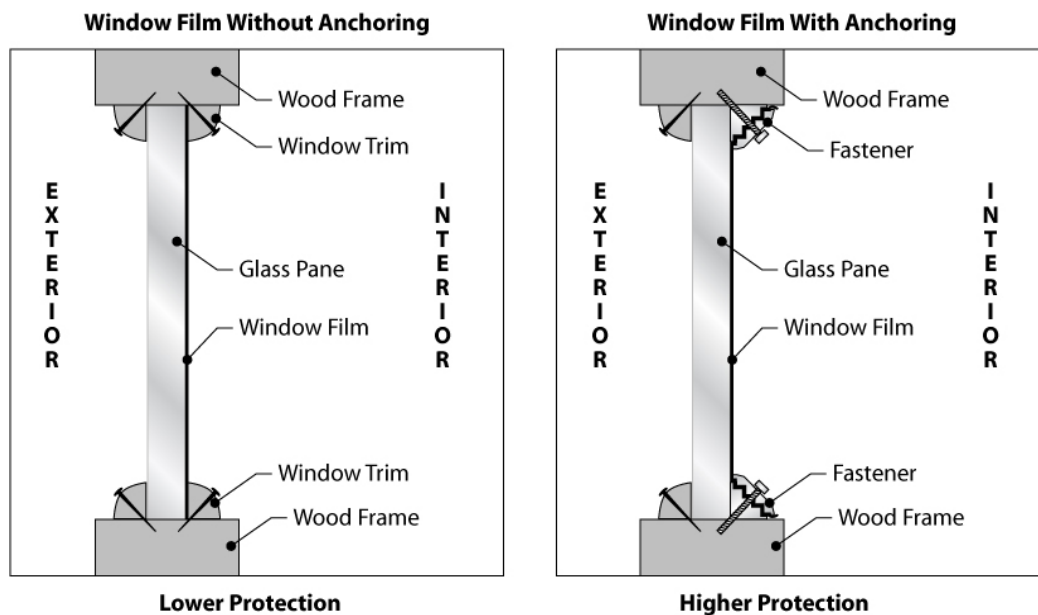 Window Film Without Anchoring
Wood Frame
Window Trim
EXTERIOR
INTERIOR
Glass Pane
Window Film
Window Trim
Wood Frame
Lower Protection
Window Film With Anchoring
Wood Frame
Fastener
EXTERIOR
INTERIOR
Glass Pane
Window Film
Fastener
Wood Frame
Higher Protection